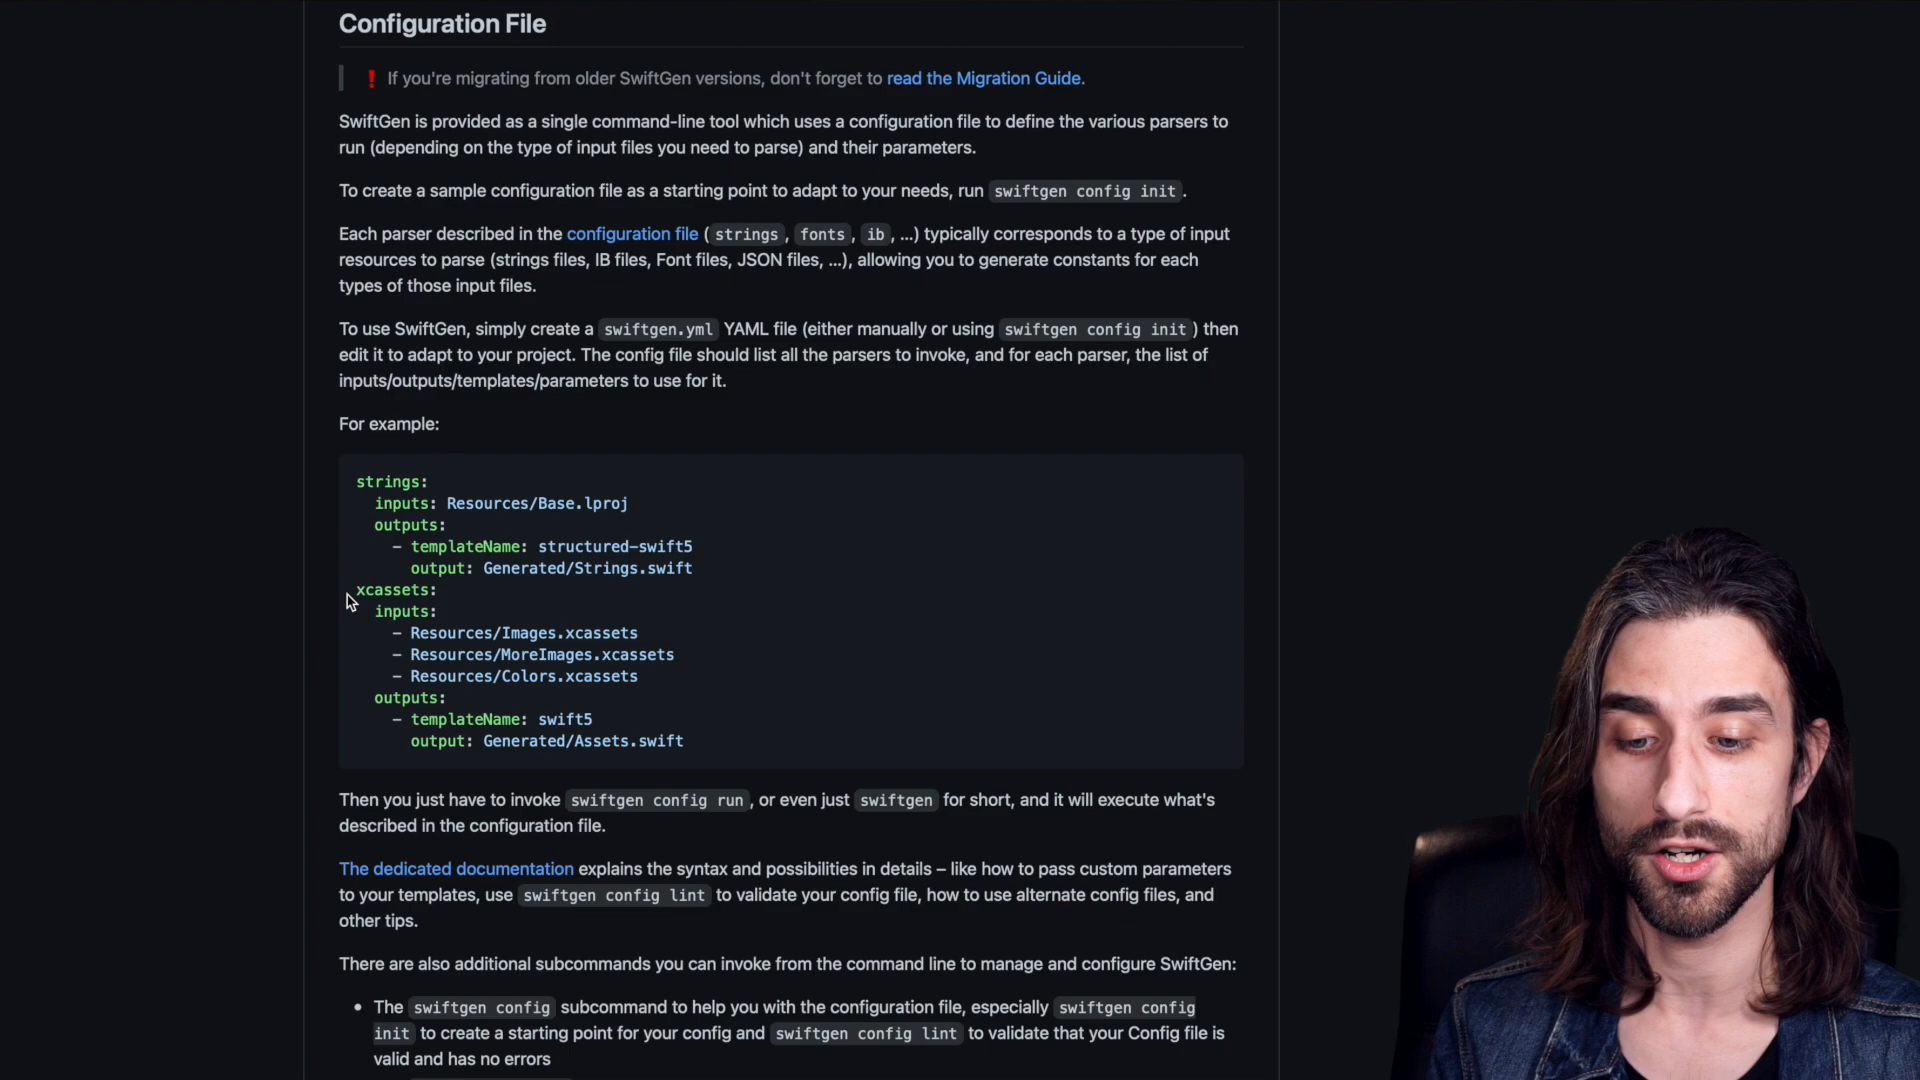 Configuration File
❗ If you're migrating from older SwiftGen versions, don't forget to read the Migration Guide.
SwiftGen is provided as a single command-line tool which uses a configuration file to define the various parsers to
run (depending on the type of input files you need to parse) and their parameters.
To create a sample configuration file as a starting point to adapt to your needs, run swiftgen config init.
Each parser described in the configuration file (strings, fonts, ib, …) typically corresponds to a type of input
resources to parse (strings files, IB files, Font files, JSON files, …), allowing you to generate constants for each
types of those input files.
To use SwiftGen, simply create a swiftgen.yml YAML file (either manually or using swiftgen config init) then
edit it to adapt to your project. The config file should list all the parsers to invoke, and for each parser, the list of
inputs/outputs/templates/parameters to use for it.
For example:
strings:
  inputs: Resources/Base.lproj
  outputs:
    - templateName: structured-swift5
      output: Generated/Strings.swift
xcassets:
  inputs:
    - Resources/Images.xcassets
    - Resources/MoreImages.xcassets
    - Resources/Colors.xcassets
  outputs:
    - templateName: swift5
      output: Generated/Assets.swift
Then you just have to invoke swiftgen config run, or even just swiftgen for short, and it will execute what's
described in the configuration file.
The dedicated documentation explains the syntax and possibilities in details – like how to pass custom parameters
to your templates, use swiftgen config lint to validate your config file, how to use alternate config files, and
other tips.
There are also additional subcommands you can invoke from the command line to manage and configure SwiftGen:
• The swiftgen config subcommand to help you with the configuration file, especially swiftgen config
init to create a starting point for your config and swiftgen config lint to validate that your Config file is
valid and has no errors